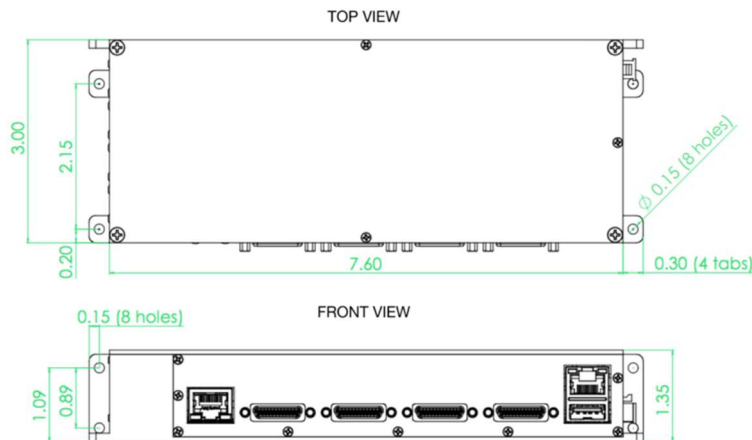 TOP VIEW
3.00
2.15
0.20
Ø 0.15 (8 holes)
7.60
0.30 (4 tabs)
0.15 (8 holes)
FRONT VIEW
1.09
0.89
1.35